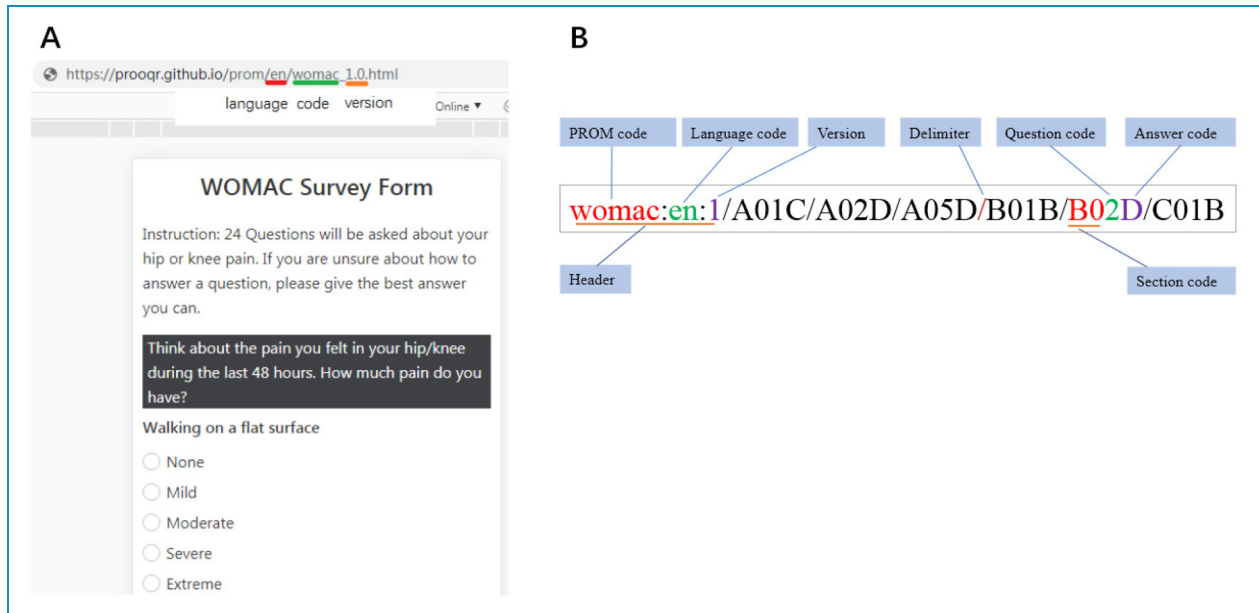 A
https://prooqr.github.io/prom/en/womac_1.0.html
language code version
Online ▼
WOMAC Survey Form
Instruction: 24 Questions will be asked about your
hip or knee pain. If you are unsure about how to
answer a question, please give the best answer
you can.
Think about the pain you felt in your hip/knee
during the last 48 hours. How much pain do you
have?
Walking on a flat surface
None
Mild
Moderate
Severe
Extreme
B
PROM code
Language code
Version
Delimiter
Question code
Answer code
womac:en:1/A01C/A02D/A05D/B01B/B02D/C01B
Header
Section code